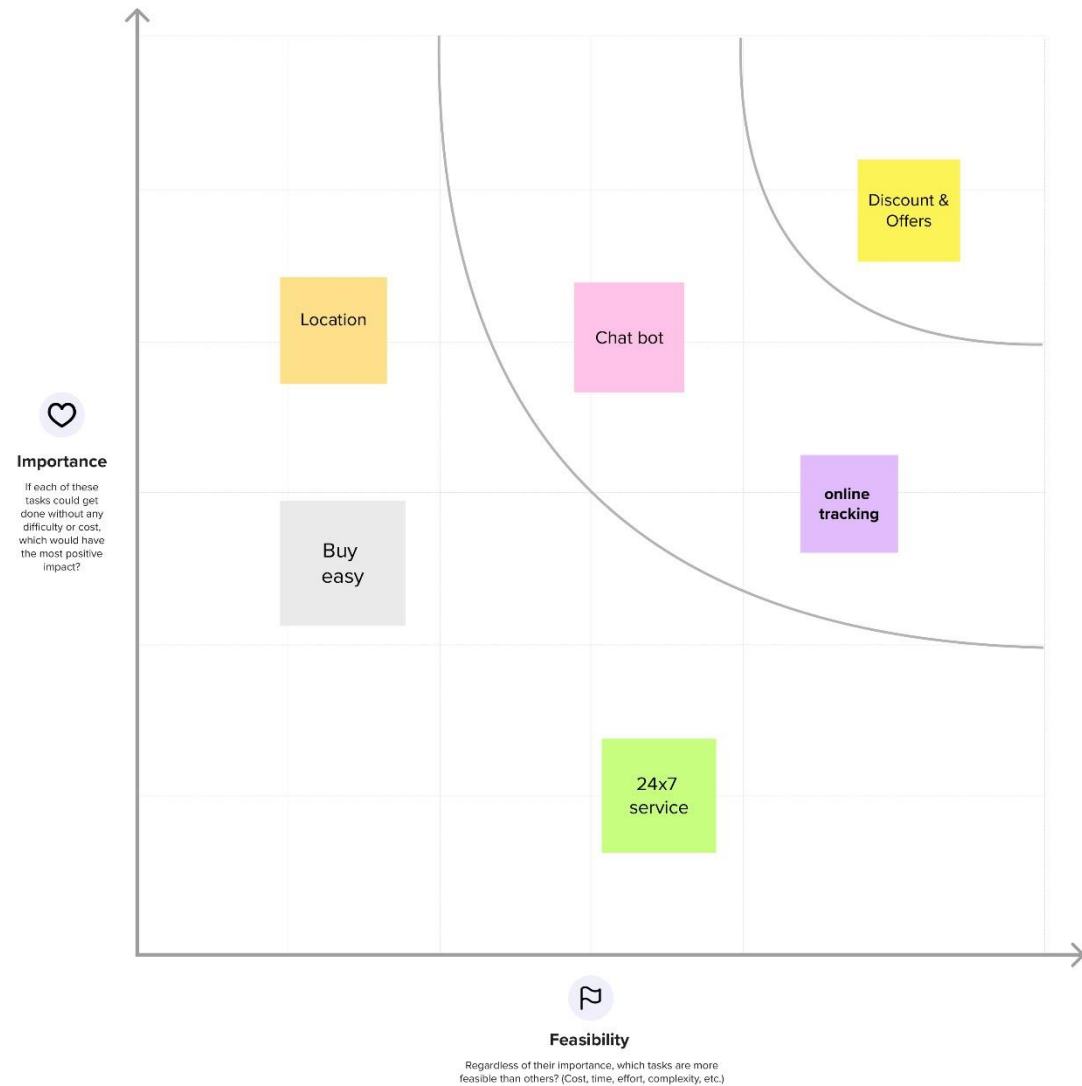 Discount &
Offers
Location
Chat bot
Importance
If each of these
tasks could get
done without any
difficulty or cost,
which would have
the most positive
impact?
online
tracking
Buy
easy
24x7
service
Feasibility
Regardless of their importance, which tasks are more
feasible than others? (Cost, time, effort, complexity, etc.)